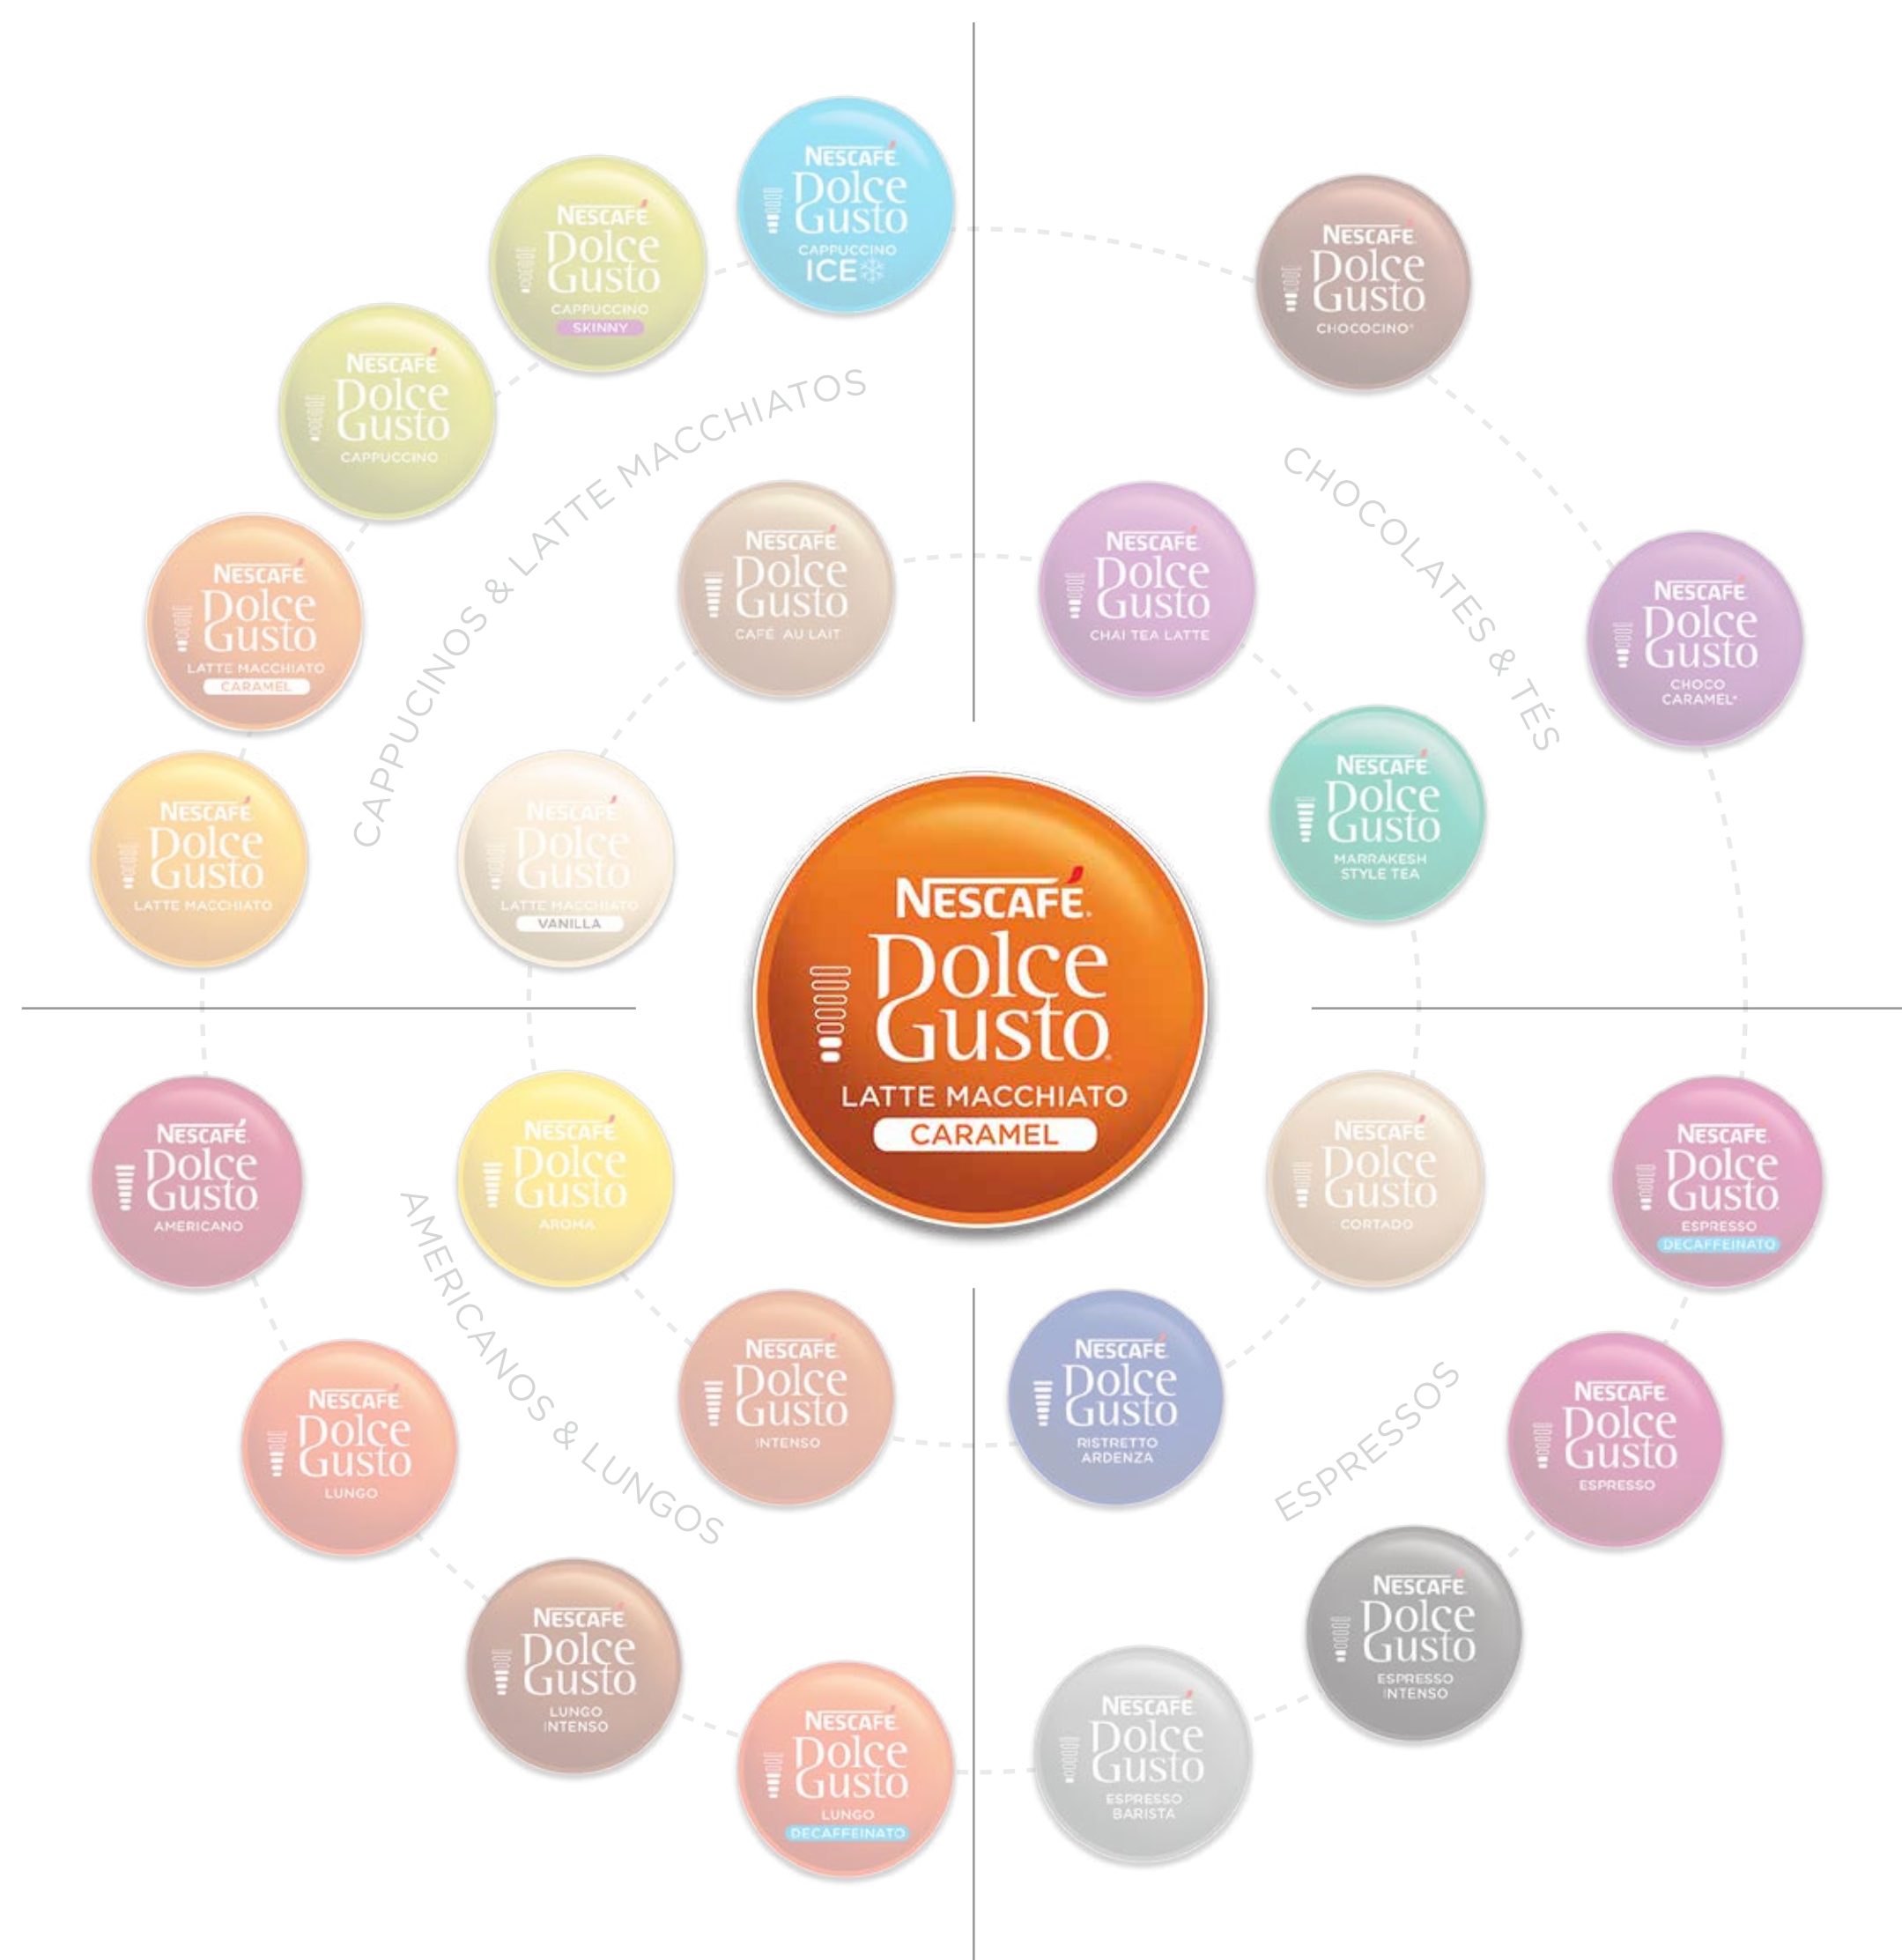 NESCAFÉ
Dolce
Gusto
CAPPUCCINO
ICE
NESCAFÉ
Dolce
Gusto
CAPPUCCINO
SKINNY
NESCAFÉ
Dolce
Gusto
CAPPUCCINO
NESCAFÉ
Dolce
Gusto
LATTE MACCHIATO
CARAMEL
NESCAFÉ
Dolce
Gusto
LATTE MACCHIATO
CAPPUCINOS & LATTE MACCHIATOS
NESCAFÉ
Dolce
Gusto
CAFÉ AU LAIT
NESCAFÉ
Dolce
Gusto
LATTE MACCHIATO
VANILLA
NESCAFÉ
Dolce
Gusto
CHOCOCINO*
CHOCOLATES & TÉS
NESCAFÉ
Dolce
Gusto
CHAI TEA LATTE
NESCAFÉ
Dolce
Gusto
CHOCO
CARAMEL*
NESCAFÉ
Dolce
Gusto
MARRAKESH
STYLE TEA
NESCAFÉ.
Dolce
Gusto
LATTE MACCHIATO
CARAMEL
NESCAFÉ
Dolce
Gusto
AMERICANO
NESCAFÉ
Dolce
Gusto
AROMA
AMERICANOS & LUNGOS
NESCAFÉ
Dolce
Gusto
INTENSO
NESCAFÉ
Dolce
Gusto
LUNGO
NESCAFÉ
Dolce
Gusto
LUNGO
INTENSO
NESCAFÉ
Dolce
Gusto
LUNGO
DECAFFEINATO
NESCAFÉ
Dolce
Gusto
CORTADO
NESCAFÉ
Dolce
Gusto
ESPRESSO
DECAFFEINATO
NESCAFÉ
Dolce
Gusto
RISTRETTO
ARDENZA
ESPRESSOS
NESCAFÉ
Dolce
Gusto
ESPRESSO
NESCAFÉ
Dolce
Gusto
ESPRESSO
INTENSO
NESCAFÉ
Dolce
Gusto
ESPRESSO
BARISTA